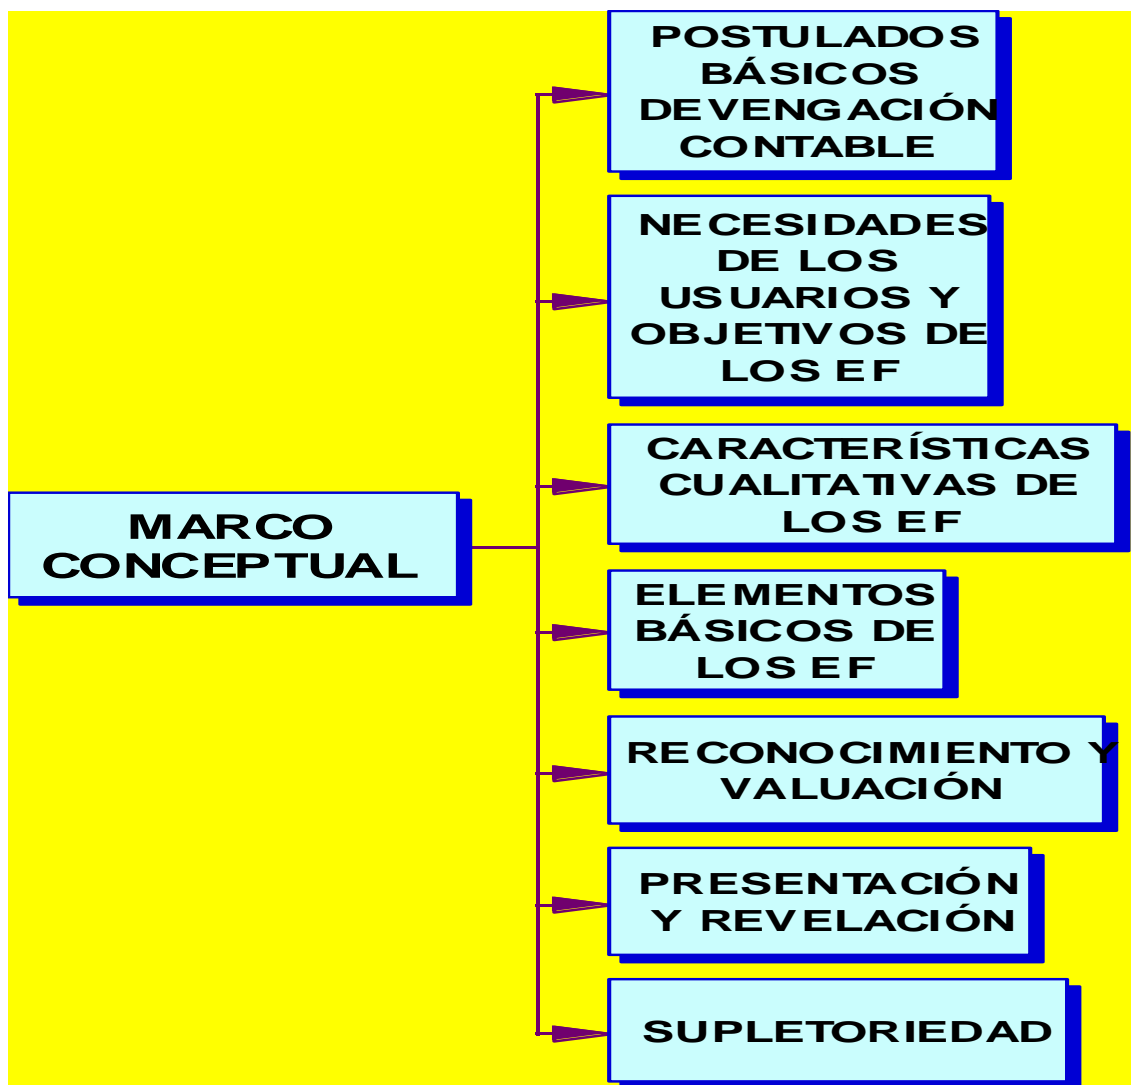 POSTULADOS
BÁSICOS
DEVENGACIÓN
CONTABLE
NECESIDADES
DE LOS
USUARIOS Y
OBJETIVOS DE
LOS EF
CARACTERÍSTICAS
CUALITATIVAS DE
LOS EF
MARCO
CONCEPTUAL
ELEMENTOS
BÁSICOS DE
LOS EF
RECONOCIMIENTO Y
VALUACIÓN
PRESENTACIÓN
Y REVELACIÓN
SUPLETORIEDAD